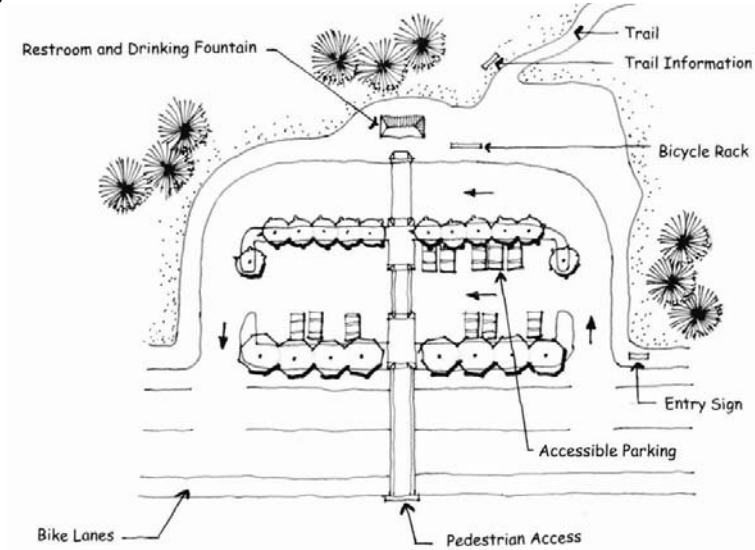 Trail
Restroom and Drinking Fountain
Trail Information
Bicycle Rack
Entry Sign
Accessible Parking
Bike Lanes
Pedestrian Access